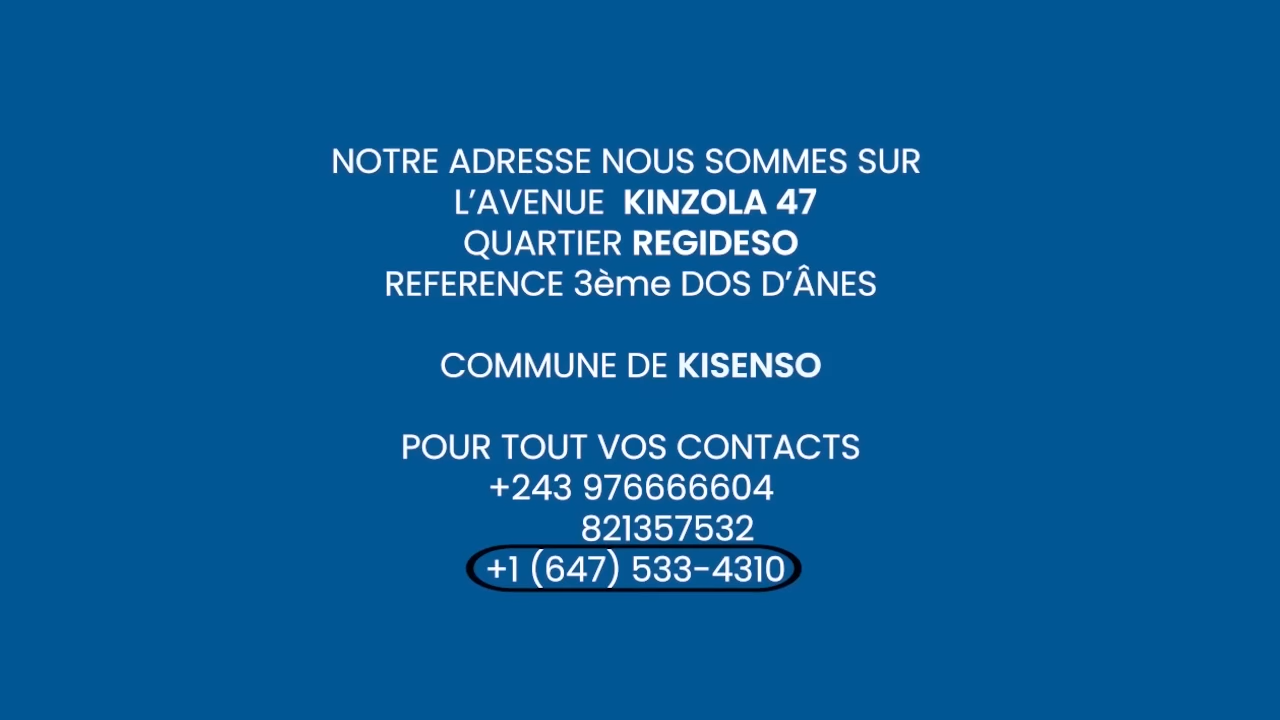 NOTRE ADRESSE NOUS SOMMES SUR
L’AVENUE KINZOLA 47
QUARTIER REGIDESO
REFERENCE 3ème DOS D’ÂNES
COMMUNE DE KISENSO
POUR TOUT VOS CONTACTS
+243 976666604
821357532
+1 (647) 533-4310